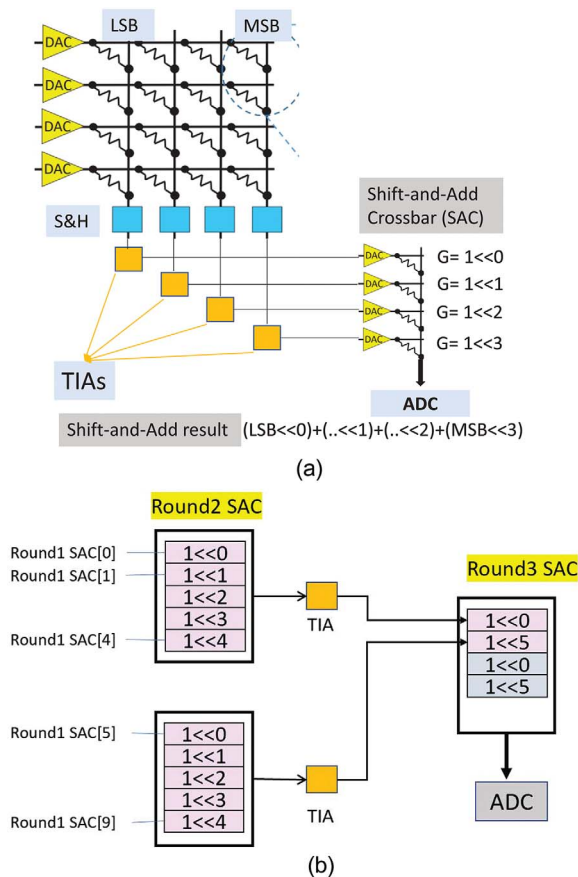 LSB
MSB
DAC
DAC
DAC
DAC
S&H
Shift-and-Add
Crossbar (SAC)
DAC
G= 1<<0
DAC
G= 1<<1
DAC
G= 1<<2
DAC
G= 1<<3
TIAs
ADC
Shift-and-Add result (LSB<<0)+(..<<1)+(..<<2)+(MSB<<3)
(a)
Round2 SAC
Round1 SAC[0]
1<<0
Round1 SAC[1]
1<<1
1<<2
1<<3
Round1 SAC[4]
1<<4
TIA
Round3 SAC
1<<0
1<<5
1<<0
1<<5
Round1 SAC[5]
1<<0
1<<1
1<<2
1<<3
Round1 SAC[9]
1<<4
TIA
ADC
(b)